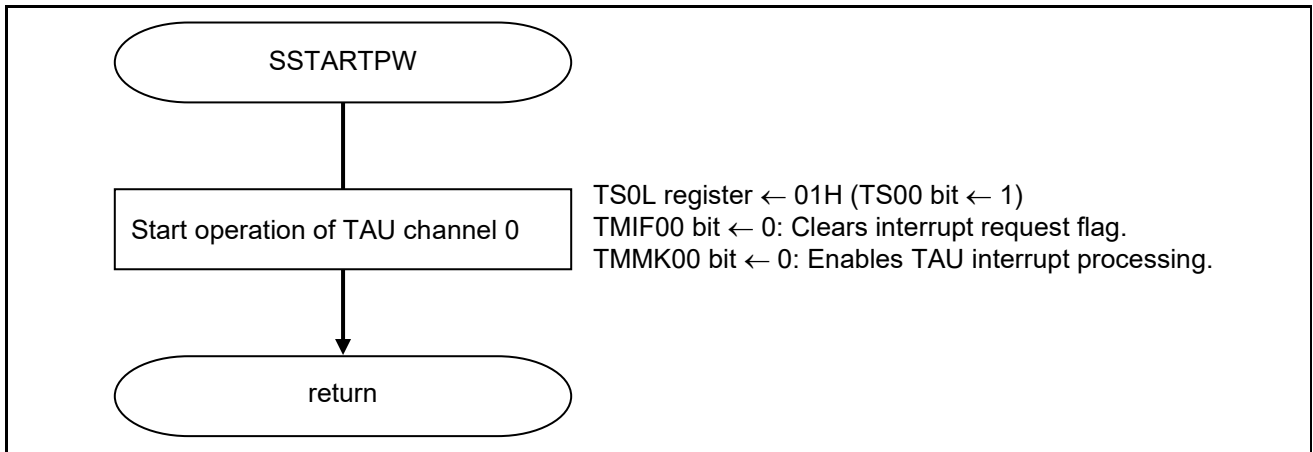 SSTARTPW
Start operation of TAU channel 0
TS0L register ← 01H (TS00 bit ← 1)
TMIF00 bit ← 0: Clears interrupt request flag.
TMMK00 bit ← 0: Enables TAU interrupt processing.
return